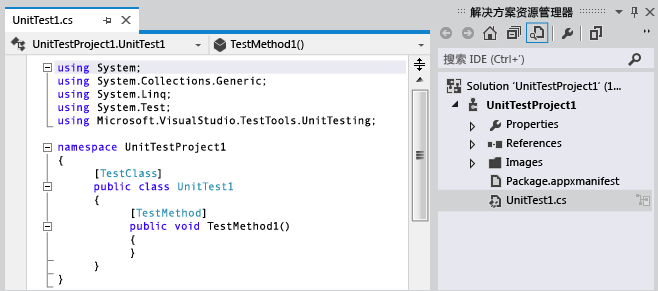 UnitTest1.cs
UnitTestProject1.UnitTest1
TestMethod1()
using System;
using System.Collections.Generic;
using System.Linq;
using System.Test;
using Microsoft.VisualStudio.TestTools.UnitTesting;
namespace UnitTestProject1
{
[TestClass]
public class UnitTest1
{
[TestMethod]
public void TestMethod1()
{
}
}
}
解决方案资源管理器
搜索 IDE (Ctrl+')
Solution 'UnitTestProject1' (1...
UnitTestProject1
Properties
References
Images
Package.appxmanifest
UnitTest1.cs